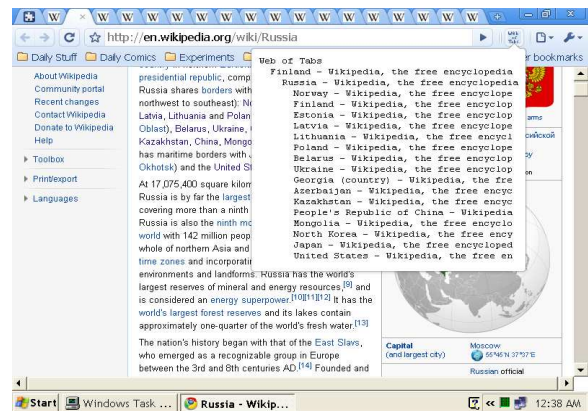 http://en.wikipedia.org/wiki/Russia
Daily Stuff
Daily Comics
Experiments
er bookmarks
About Wikipedia
Community portal
Recent changes
Contact Wikipedia
Donate to Wikipedia
Help
Toolbox
Print/export
Languages
presidential republic, comp
Russia shares borders with
northwest to southeast): N
Latvia, Lithuania and Polan
Oblast), Belarus, Ukraine,
Kazakhstan, China, Mongo
has maritime borders with
Okhotsk) and the United St
At 17,075,400 square kilom
Russia is by far the largest
covering more than a ninth
Russia is also the ninth mo
world with 142 million peop
whole of northern Asia and
time zones and incorporatin
environments and landforms. Russia has the world's
largest reserves of mineral and energy resources,[9] and
is considered an energy superpower.[10][11][12] It has the
world's largest forest reserves and its lakes contain
approximately one-quarter of the world's fresh water.[13]
The nation's history began with that of the East Slavs,
who emerged as a recognizable group in Europe
between the 3rd and 8th centuries AD.[14] Founded and
Web of Tabs
Finland - Wikipedia, the free encyclopedia
Russia - Wikipedia, the free encyclopedia
Norway - Wikipedia, the free encyclope
Finland - Wikipedia, the free encyclop
Estonia - Wikipedia, the free encyclop
Latvia - Wikipedia, the free encyclope
Lithuania - Wikipedia, the free encycl
Poland - Wikipedia, the free encyclope
Belarus - Wikipedia, the free encyclop
Ukraine - Wikipedia, the free encyclop
Georgia (country) - Wikipedia, the fre
Azerbaijan - Wikipedia, the free encyc
Kazakhstan - Wikipedia, the free encyc
People's Republic of China - Wikipedia
Mongolia - Wikipedia, the free encyclo
North Korea - Wikipedia, the free ency
Japan - Wikipedia, the free encycloped
United States - Wikipedia, the free en
arms
Capital
(and largest city)
Moscow
55°45′N 37°37′E
Russian official
Start
Windows Task ...
Russia - Wikip...
12:38 AM